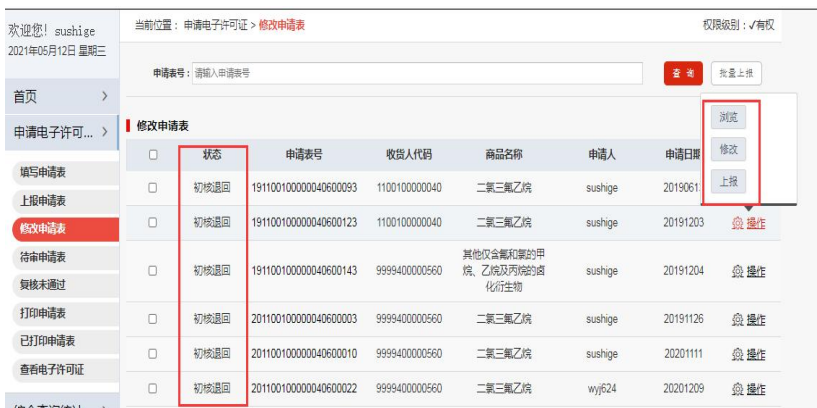 欢迎您! sushige
2021年05月12日 星期三
当前位置: 申请电子许可证 > 修改申请表
权限级别:√有权
首页 >
申请电子许可... >
填写申请表
上报申请表
修改申请表
待审申请表
复核未通过
打印申请表
已打印申请表
查看电子许可证
申请表号: 请输入申请表号
查 询 批量上报
浏览
修改
上报
修改申请表
状态 申请表号 收货人代码 商品名称 申请人 申请日期
初核退回 191100100000040600093 1100100000040 二氯三氟乙烷 sushige 2019061
初核退回 191100100000040600123 1100100000040 二氯三氟乙烷 sushige 20191203 操作
初核退回 191100100000040600143 9999400000560 其他仅含氟和氯的甲
烷、乙烷及丙烷的卤
化衍生物 sushige 20191204 操作
初核退回 201100100000040600003 9999400000560 二氯三氟乙烷 sushige 20191126 操作
初核退回 201100100000040600010 9999400000560 二氯三氟乙烷 sushige 20201111 操作
初核退回 201100100000040600022 9999400000560 二氯三氟乙烷 wyj624 20201209 操作